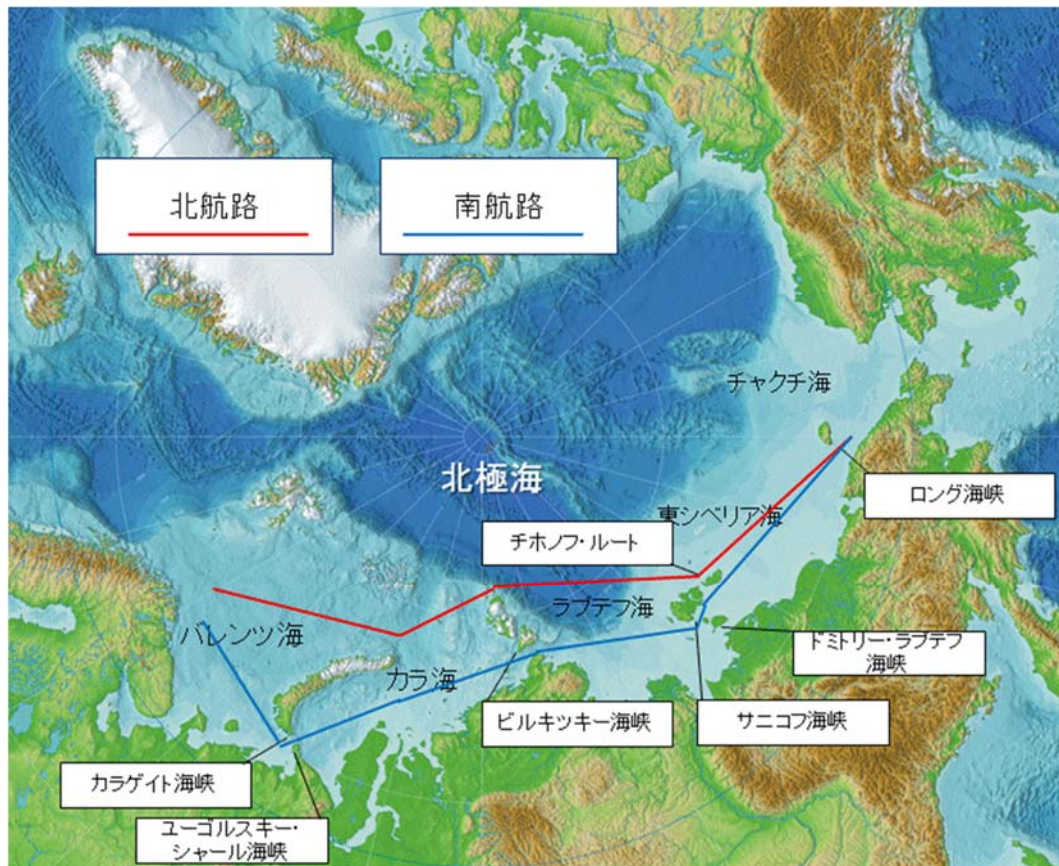 北航路
南航路
チャクチ海
北極海
ロング海峡
東シベリア海
チホノフ・ルート
ラブテフ海
バレンツ海
ドミトリー・ラブテフ
海峡
カラ海
ビルキツキー海峡
サニコフ海峡
カラゲイト海峡
ユーゴルスキー・
シャール海峡